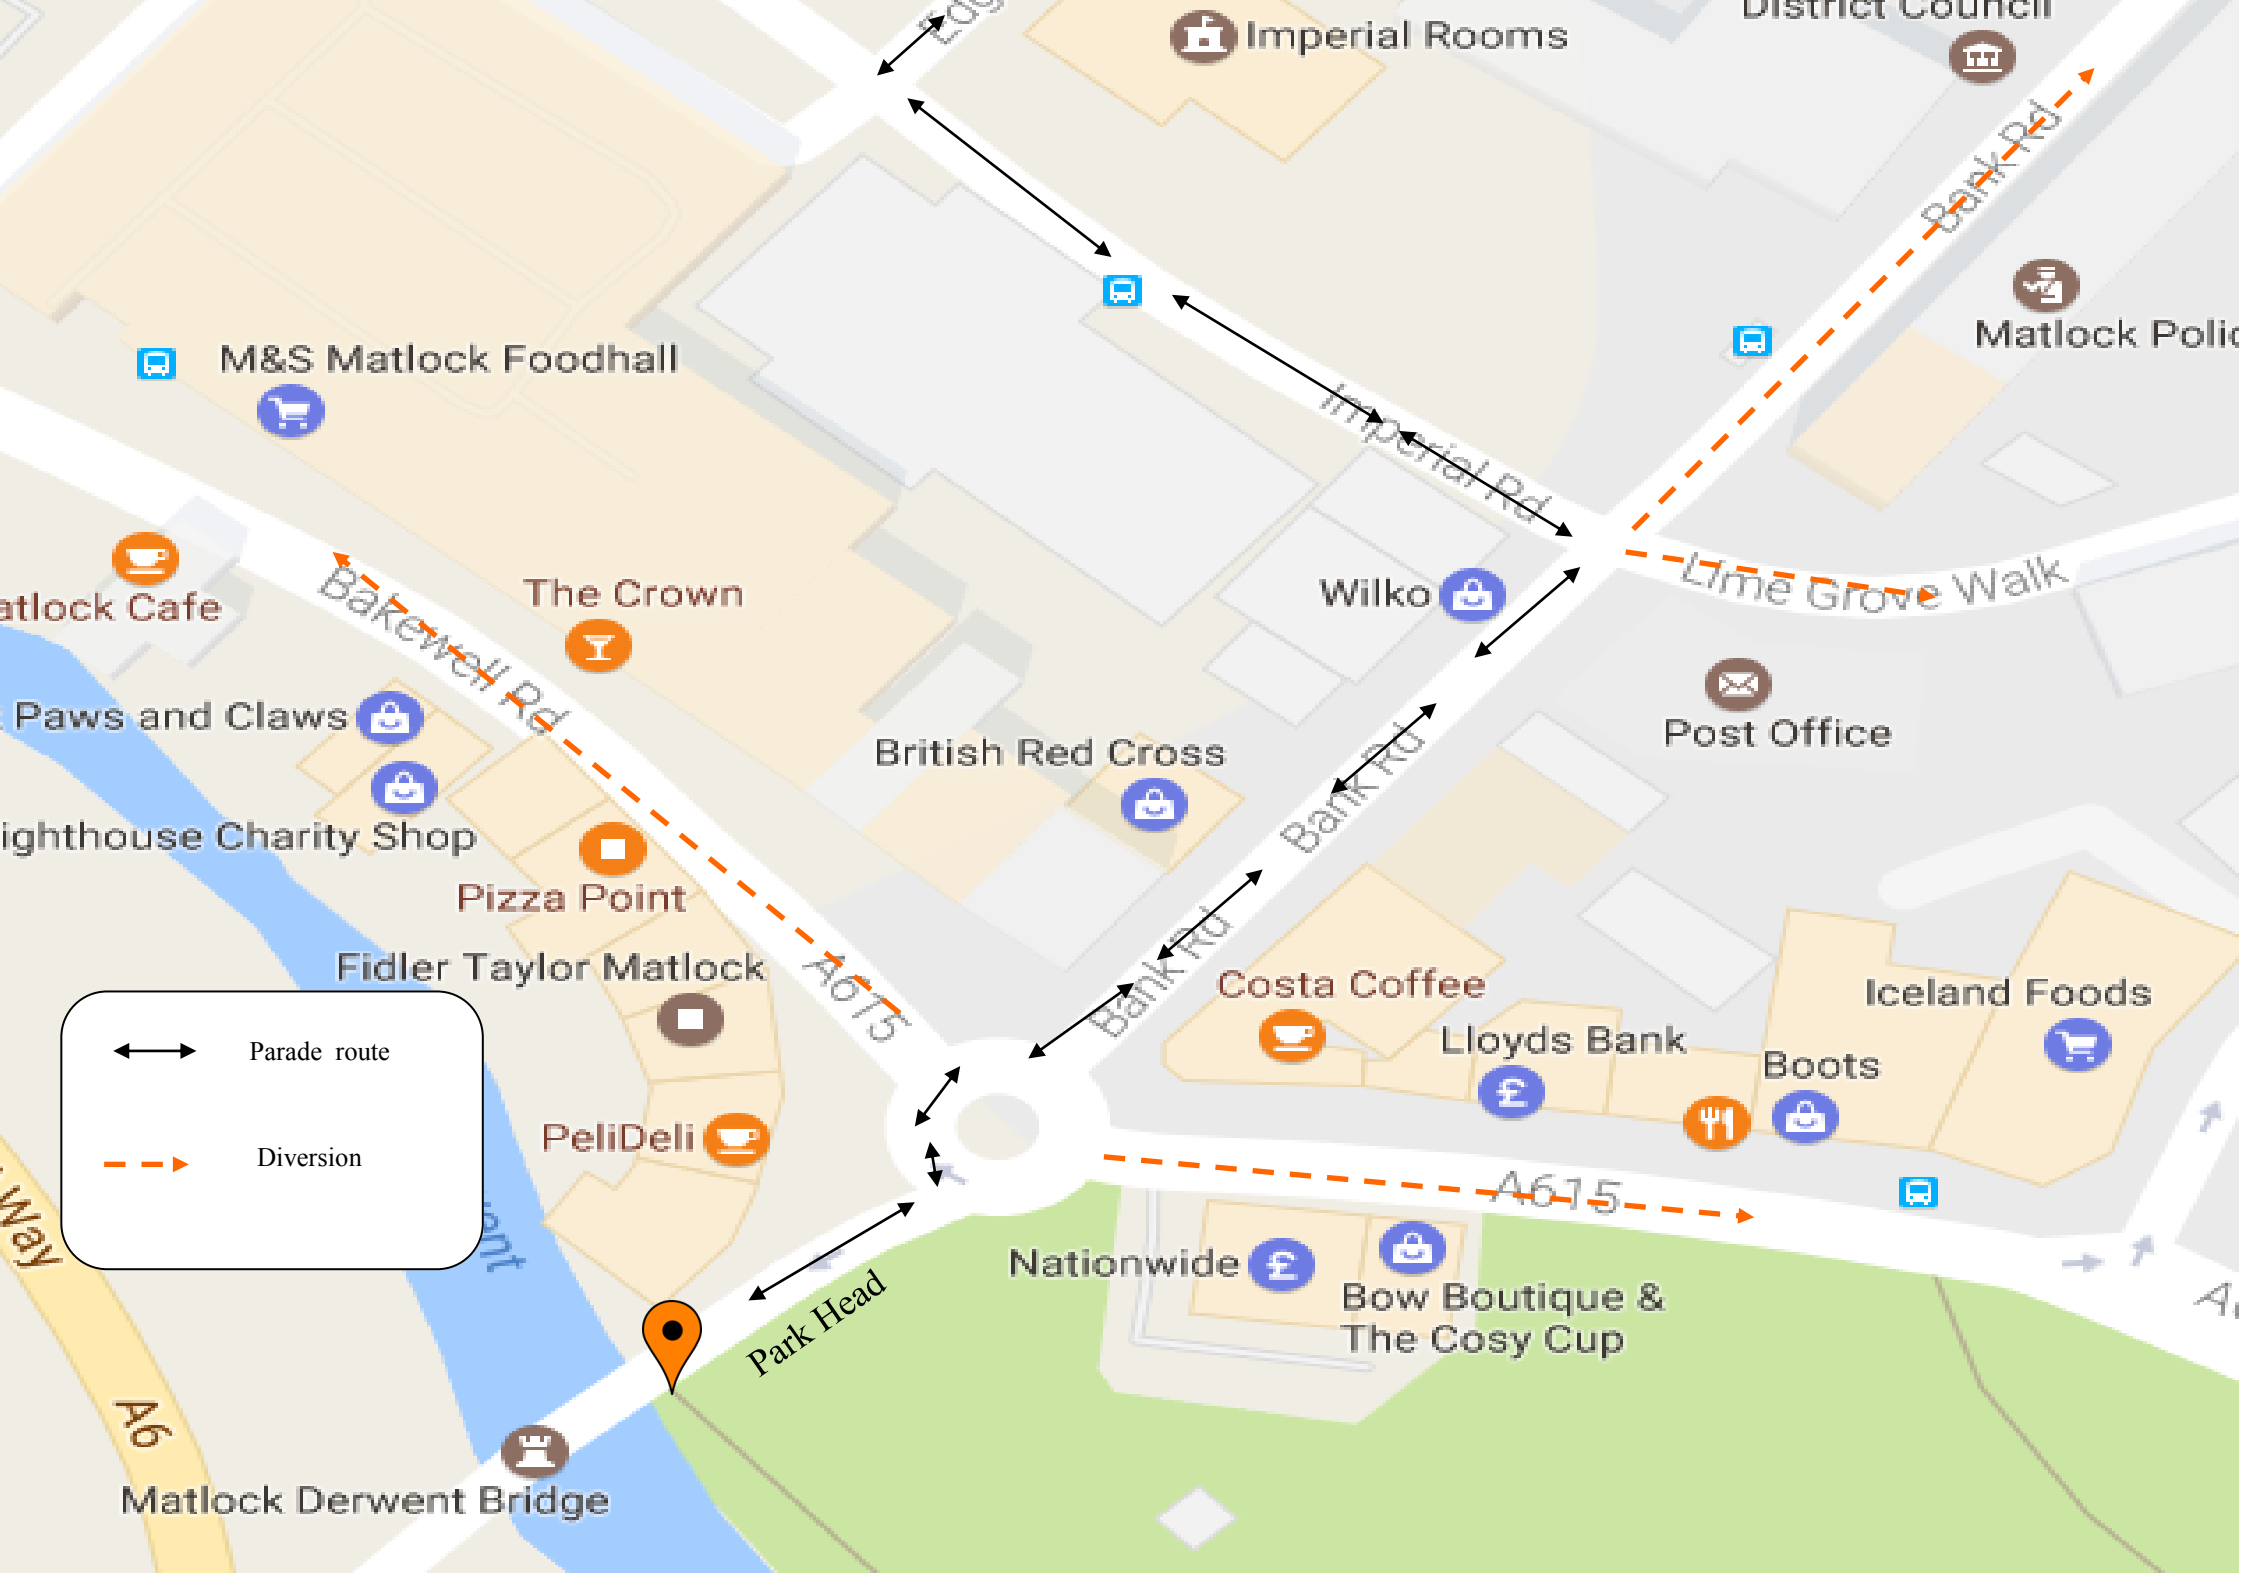 District Council
Imperial Rooms
Bank Rd
Matlock
M&S Matlock Foodhall
Imperial Rd
Lime Grove Walk
Wilko
The Crown
Cafe
Bakewell Rd
Paws and Claws
Post Office
British Red Cross
Bank Rd
Charity Shop
Pizza Point
Fidler Taylor Matlock
A615
Bank Rd
Costa Coffee
Iceland Foods
Lloyds Bank
Boots
Parade route
PeliDeli
Diversion
A615
Way
Nationwide
Bow Boutique &
The Cosy Cup
Park Head
A6
Matlock Derwent Bridge